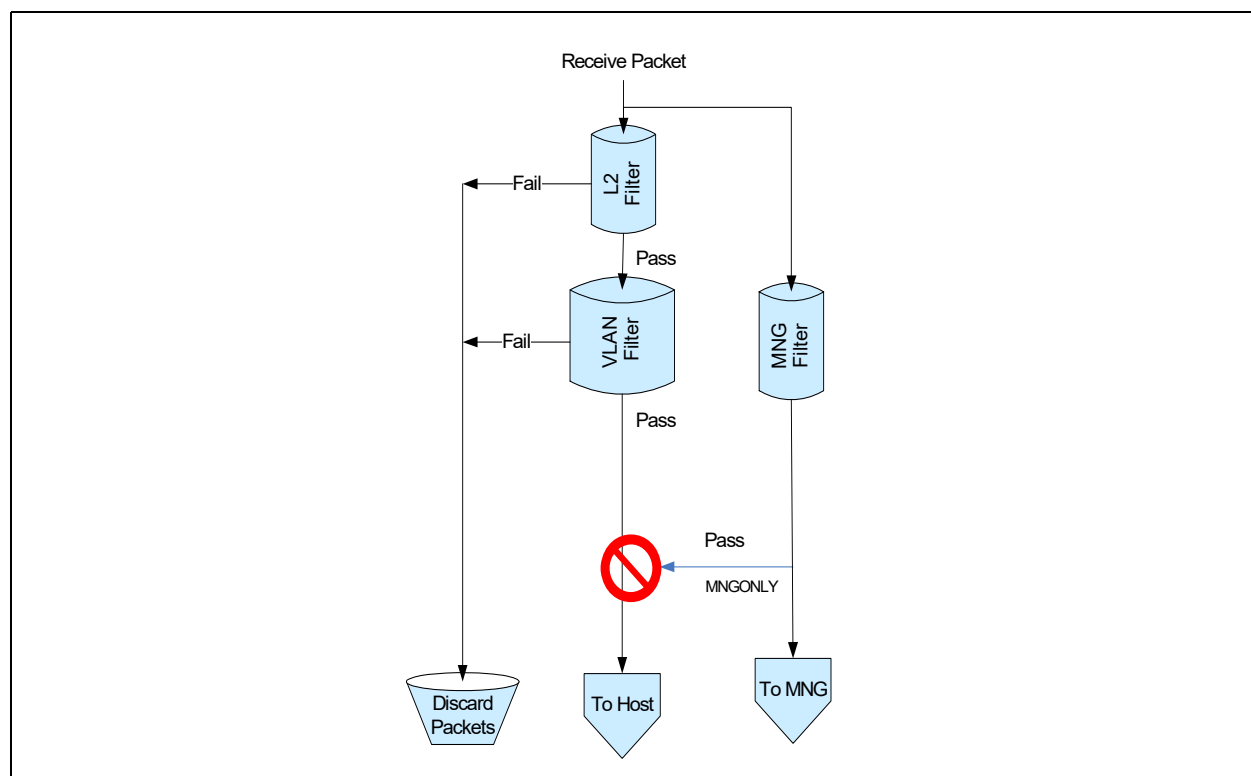 Receive Packet
L2
Filter
Fail
Pass
VLAN
Filter
MNG
Filter
Fail
Pass
Pass
MNGONLY
Discard
Packets
To Host
To MNG